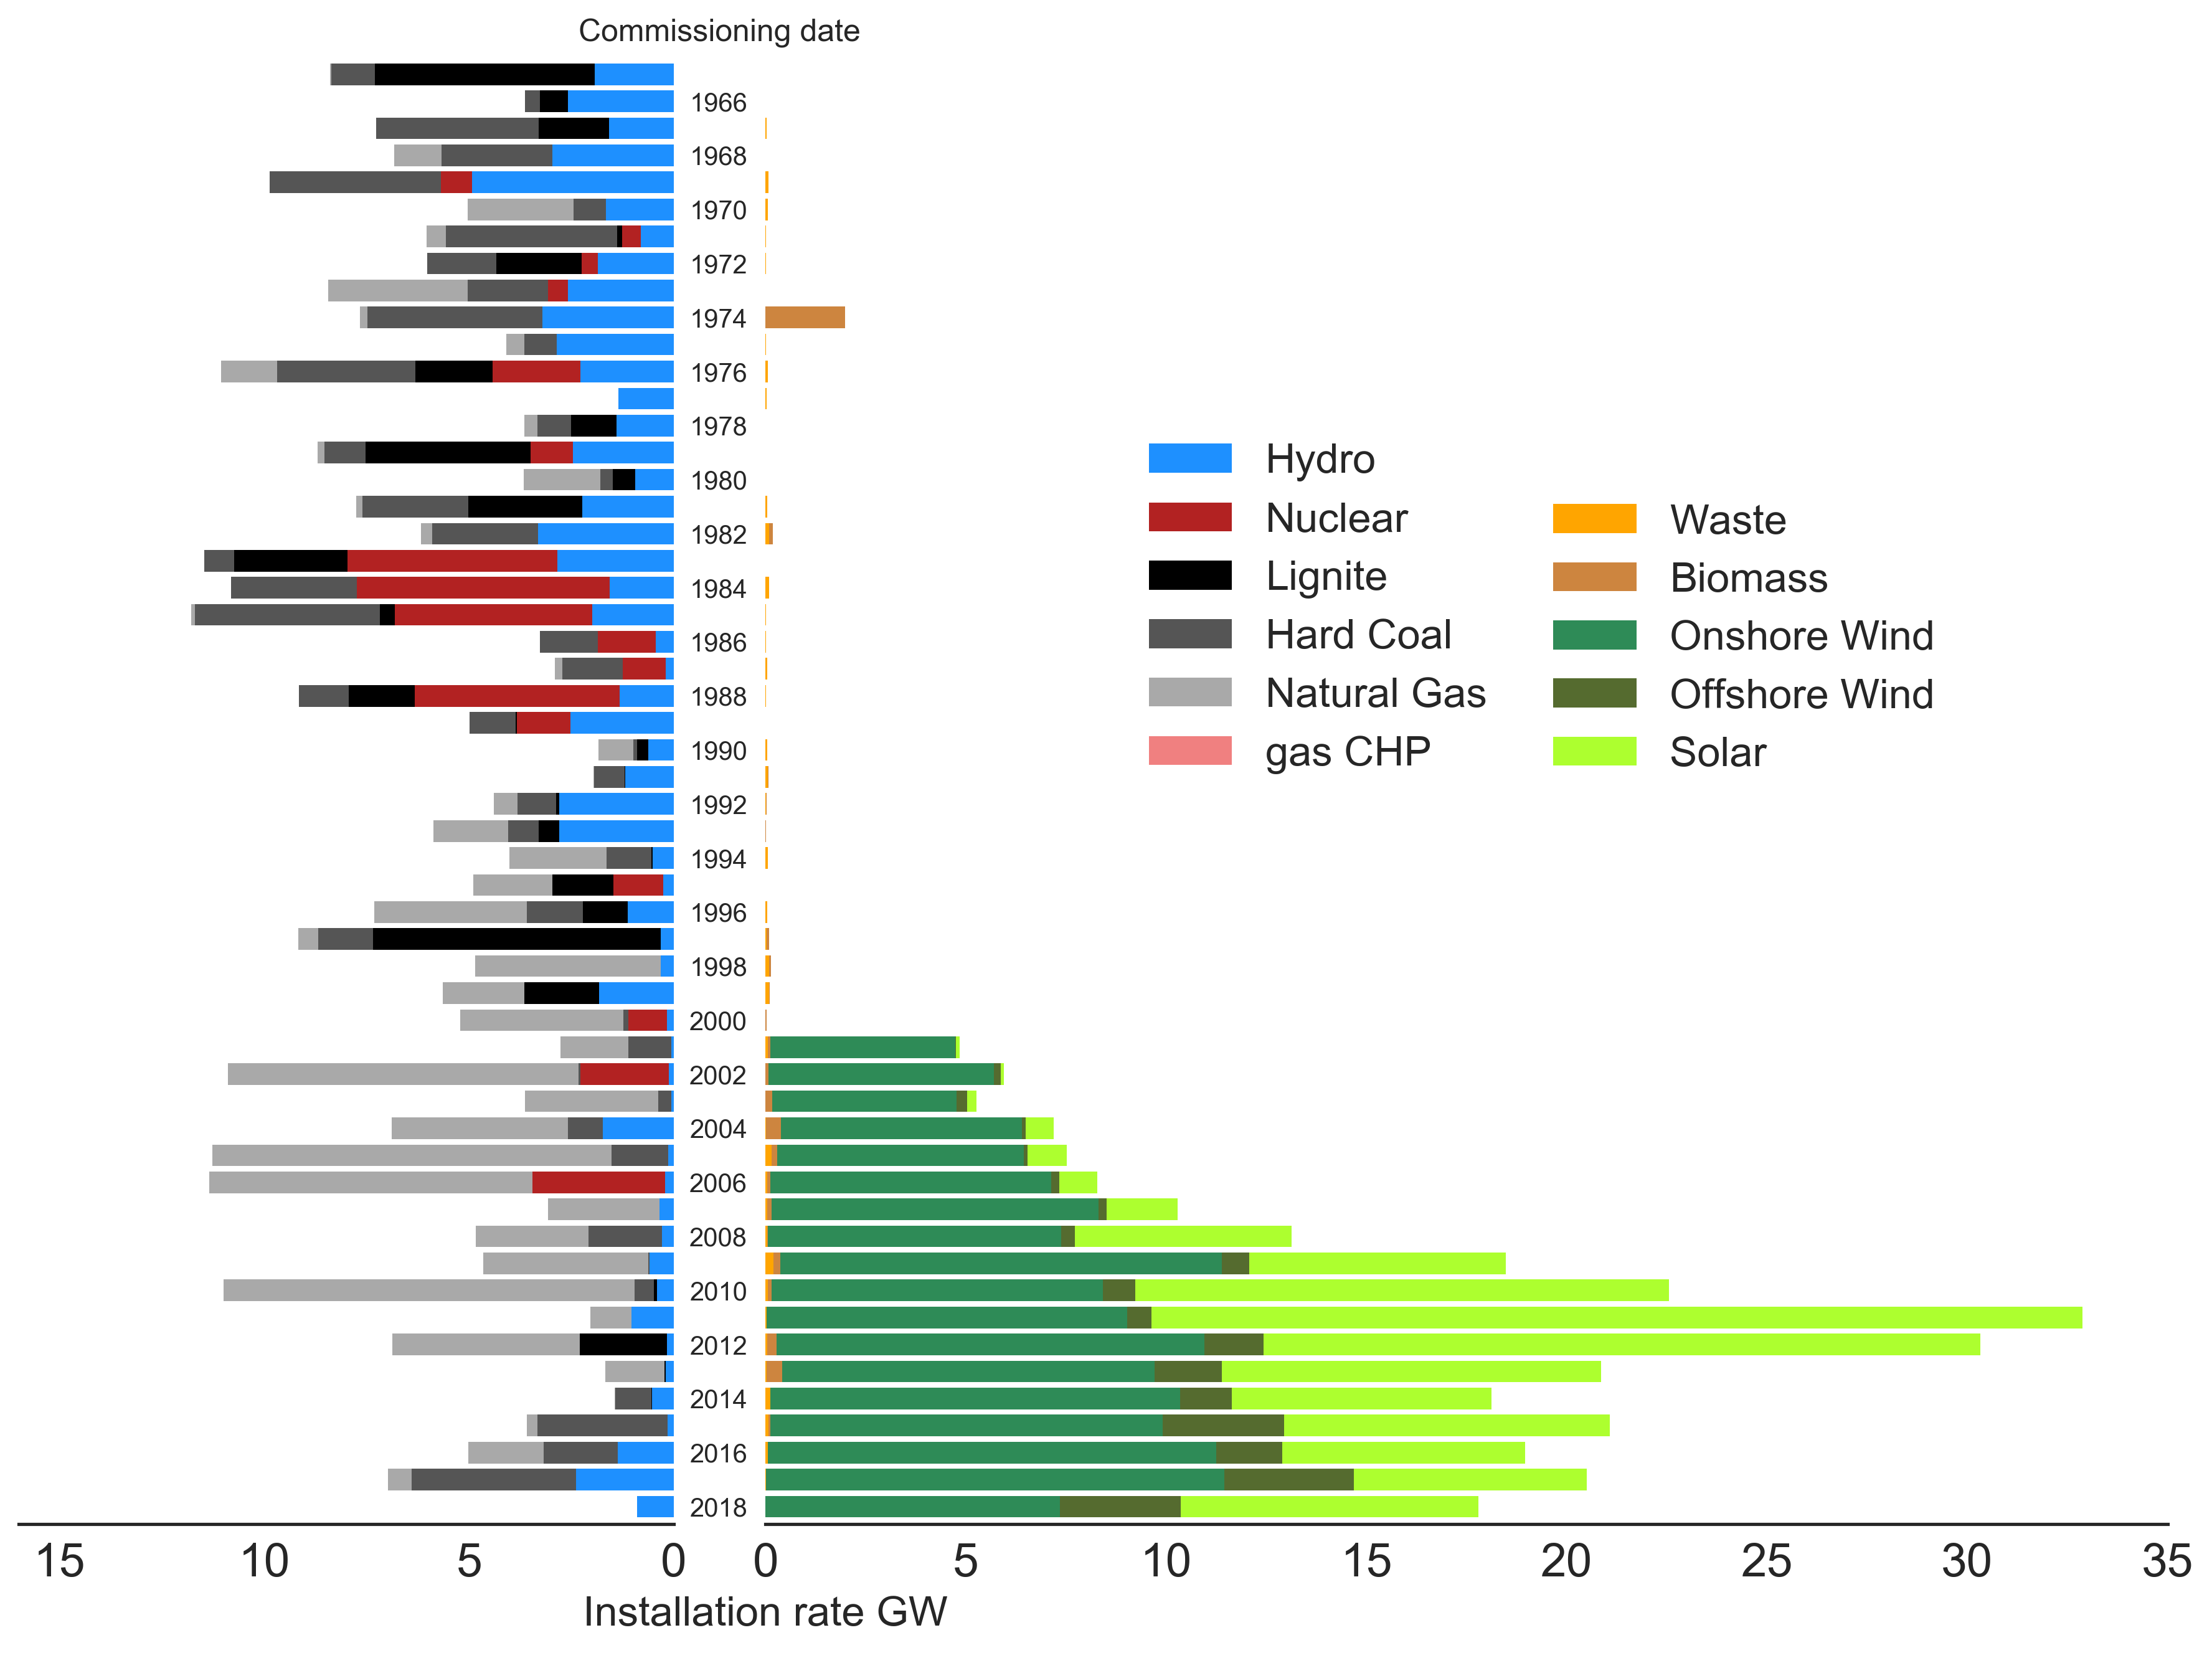 Commissioning date
1966
1968
1970
1972
1974
1976
1978
1980
1982
1984
1986
1988
1990
1992
1994
1996
1998
2000
2002
2004
2006
2008
2010
2012
2014
2016
2018
Hydro
Nuclear
Lignite
Hard Coal
Natural Gas
gas CHP
Waste
Biomass
Onshore Wind
Offshore Wind
Solar
15 10 5 0 0 5 10 15 20 25 30 35
Installation rate GW